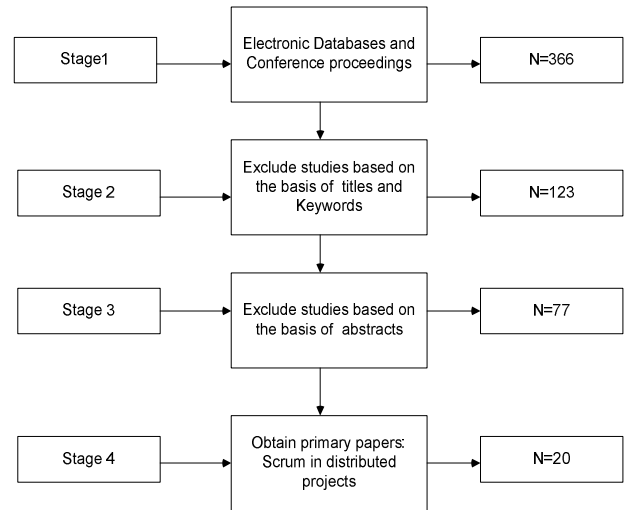 Stage1
Electronic Databases and
Conference proceedings
N=366
Stage 2
Exclude studies based on
the basis of titles and
Keywords
N=123
Stage 3
Exclude studies based on
the basis of abstracts
N=77
Stage 4
Obtain primary papers:
Scrum in distributed
projects
N=20